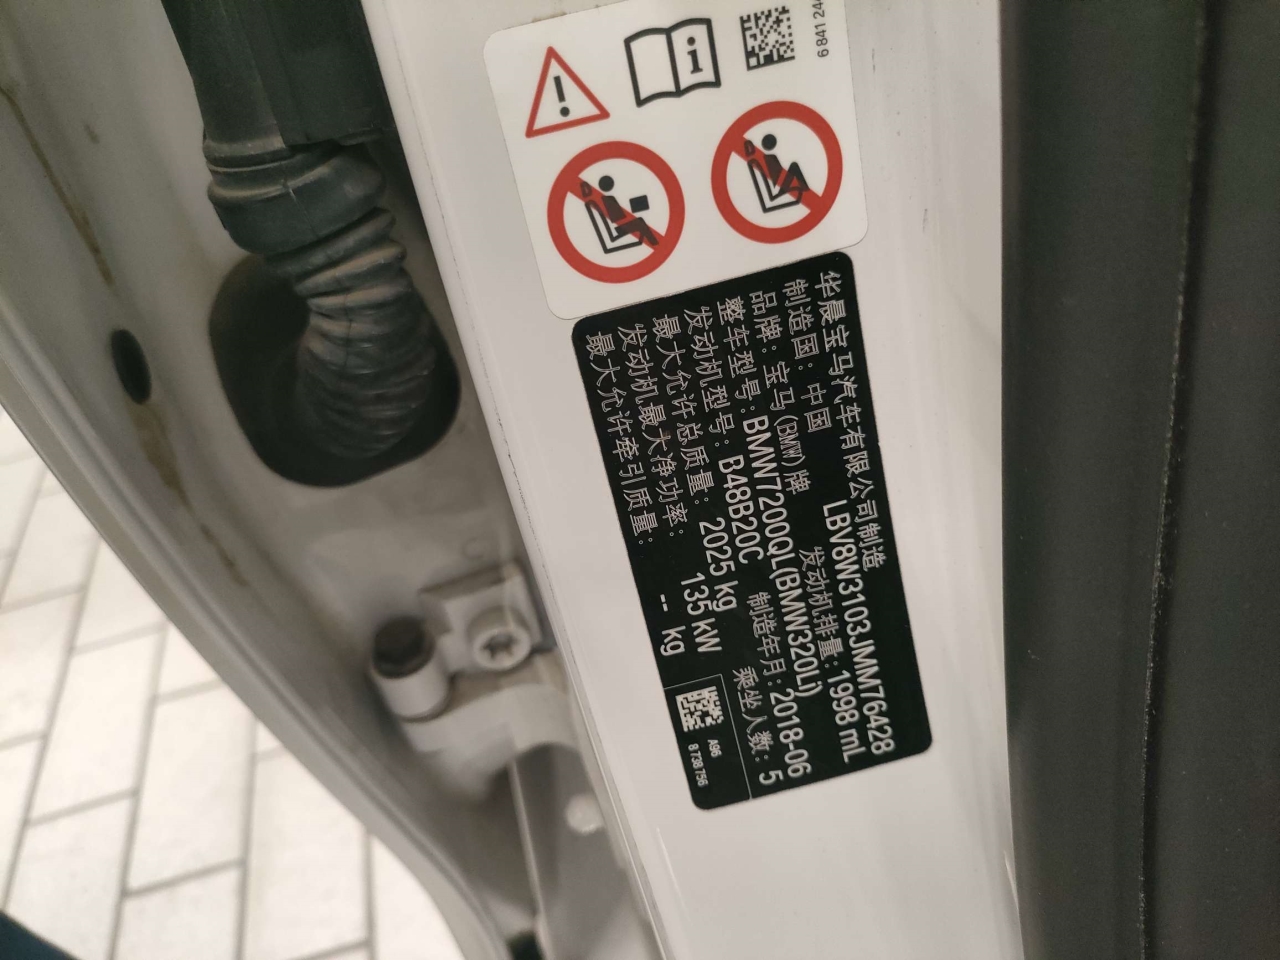 6 841 24
华晨宝马汽车有限公司制造
制造国：中国 LBV8W3103JMM76428
品牌：宝马(BMW)牌 发动机排量：1998 mL
整车型号：BMW7200QL(BMW320Li)
发动机型号：B48B20C 制造年月：2018-06
最大允许总质量：2025 kg 乘坐人数：5
发动机最大净功率：135 kW
最大允许牵引质量：-- kg
A96
8 738 756